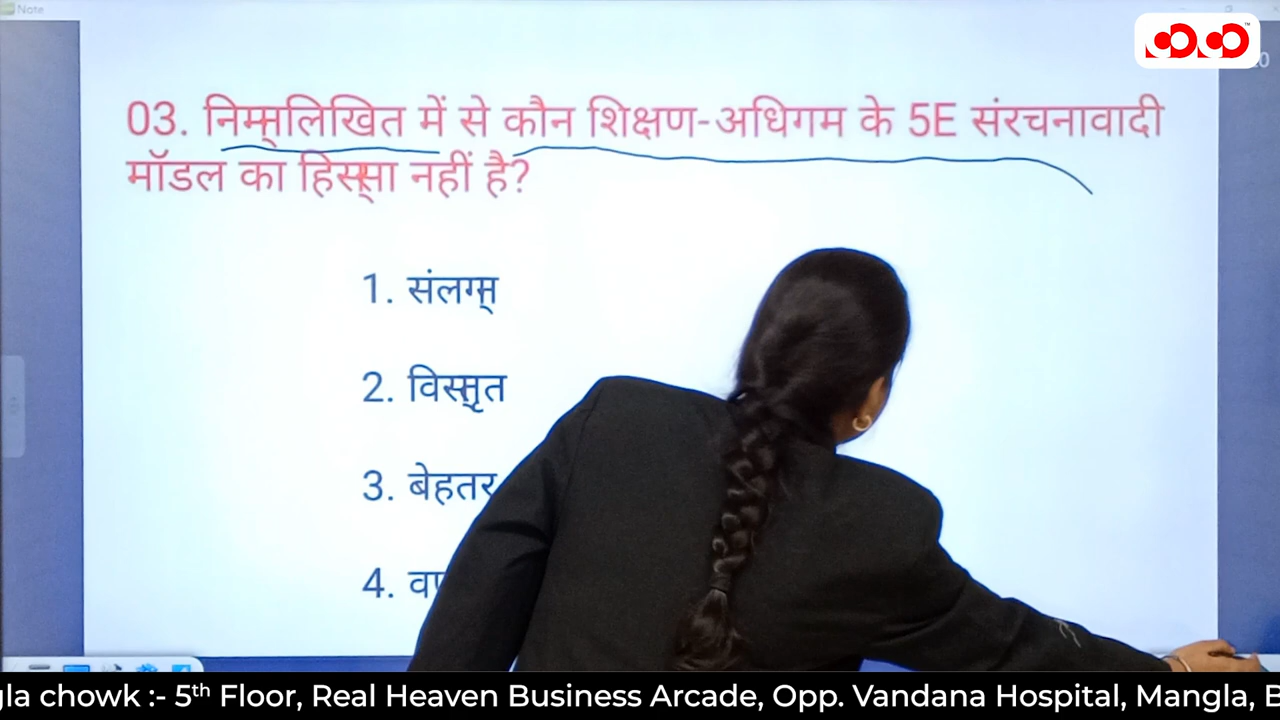 Note
03. निम्नलिखित में से कौन शिक्षण-अधिगम के 5E संरचनावादी
मॉडल का हिस्सा नहीं है?
1. संलग्न
2. विस्तृत
3. बेहतर
4.
chowk :- 5th Floor, Real Heaven Business Arcade, Opp. Vandana Hospital, Mangla,